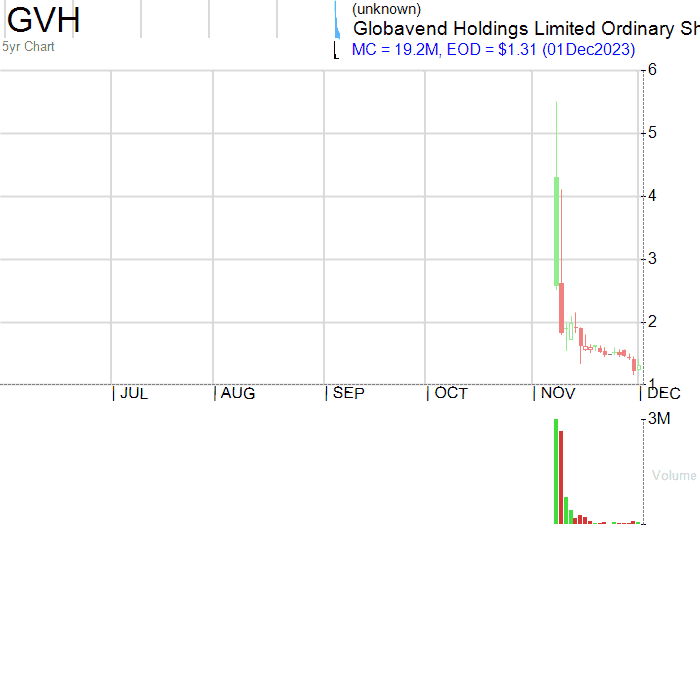 GVH
5yr Chart
(unknown)
Globavend Holdings Limited Ordinary Sh
MC = 19.2M, EOD = $1.31 (01Dec2023)
6
5
4
3
2
1
JUL AUG SEP OCT NOV DEC
3M
Volume